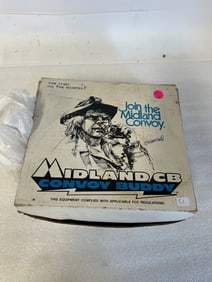 Join the
Midland
Convoy.
MIDLAND CB
CONVOY BUDDY
THIS EQUIPMENT COMPLIES WITH APPLICABLE FCC REGULATIONS.